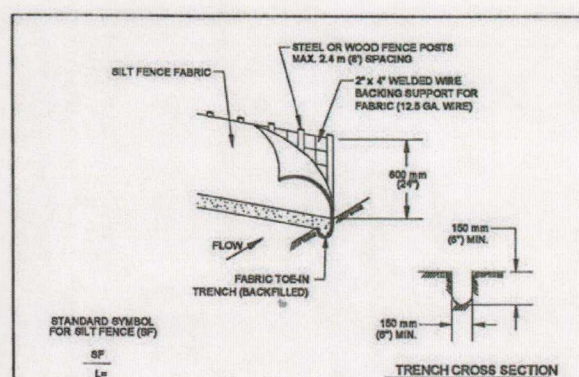 STEEL OR WOOD FENCE POSTS
MAX. 2.4 m (8') SPACING
SILT FENCE FABRIC
2" x 4" WELDED WIRE
BACKING SUPPORT FOR
FABRIC (12.5 GA. WIRE)
600 mm
(24")
150 mm
(6") MIN.
FLOW
FABRIC TOE-IN
TRENCH (BACKFILLED)
STANDARD SYMBOL
FOR SILT FENCE (SF)
SF
L=
150 mm
(6") MIN.
TRENCH CROSS SECTION